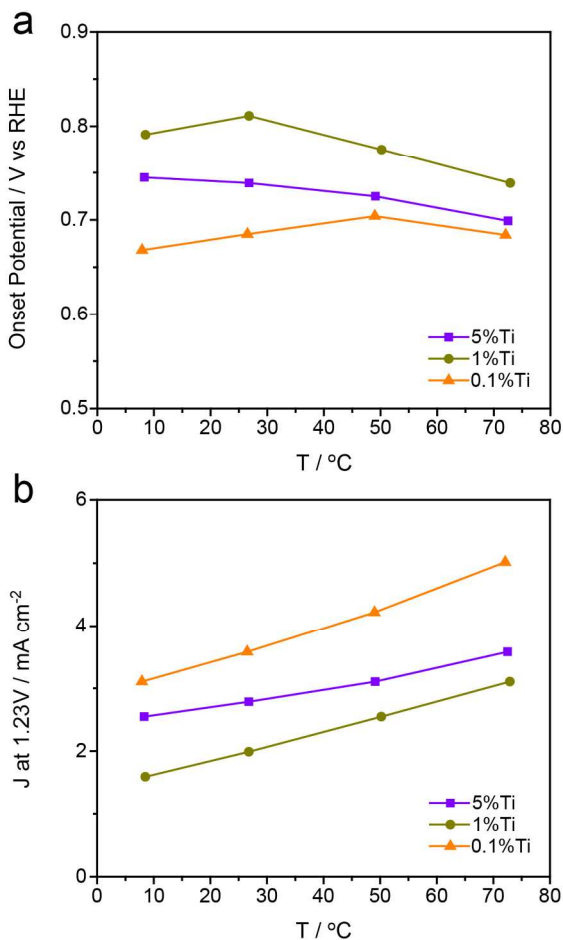 a
Onset Potential / V vs RHE
0.9
0.8
0.7
0.6
0.5
5%Ti
1%Ti
0.1%Ti
0 10 20 30 40 50 60 70 80
T / °C
b
J at 1.23V / mA cm-2
6
4
2
0
5%Ti
1%Ti
0.1%Ti
0 10 20 30 40 50 60 70 80
T / °C